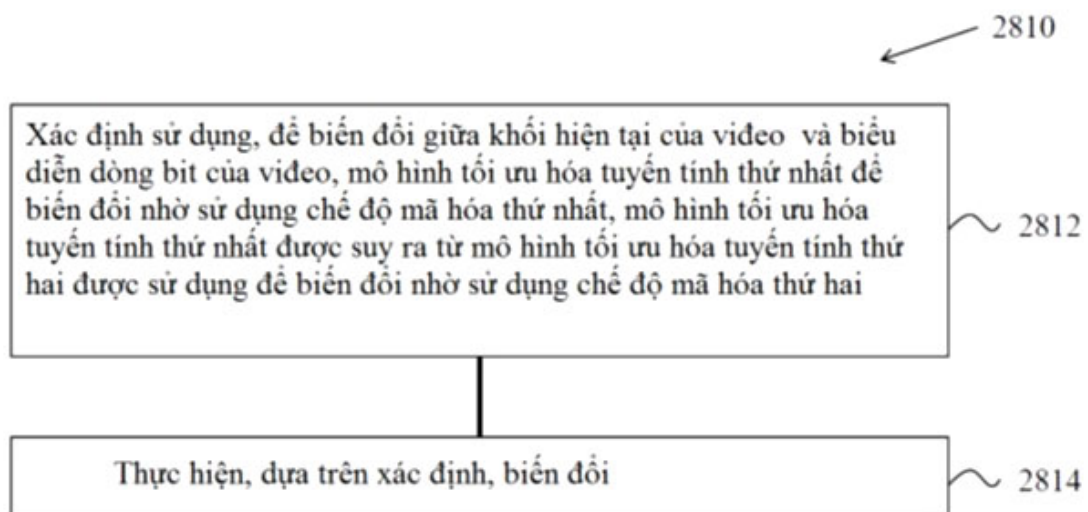 2810
Xác định sử dụng, để biến đổi giữa khối hiện tại của video và biểu
diễn dòng bit của video, mô hình tối ưu hóa tuyến tính thứ nhất để
biến đổi nhờ sử dụng chế độ mã hóa thứ nhất, mô hình tối ưu hóa
tuyến tính thứ nhất được suy ra từ mô hình tối ưu hóa tuyến tính thứ
hai được sử dụng để biến đổi nhờ sử dụng chế độ mã hóa thứ hai
2812
Thực hiện, dựa trên xác định, biến đổi
2814